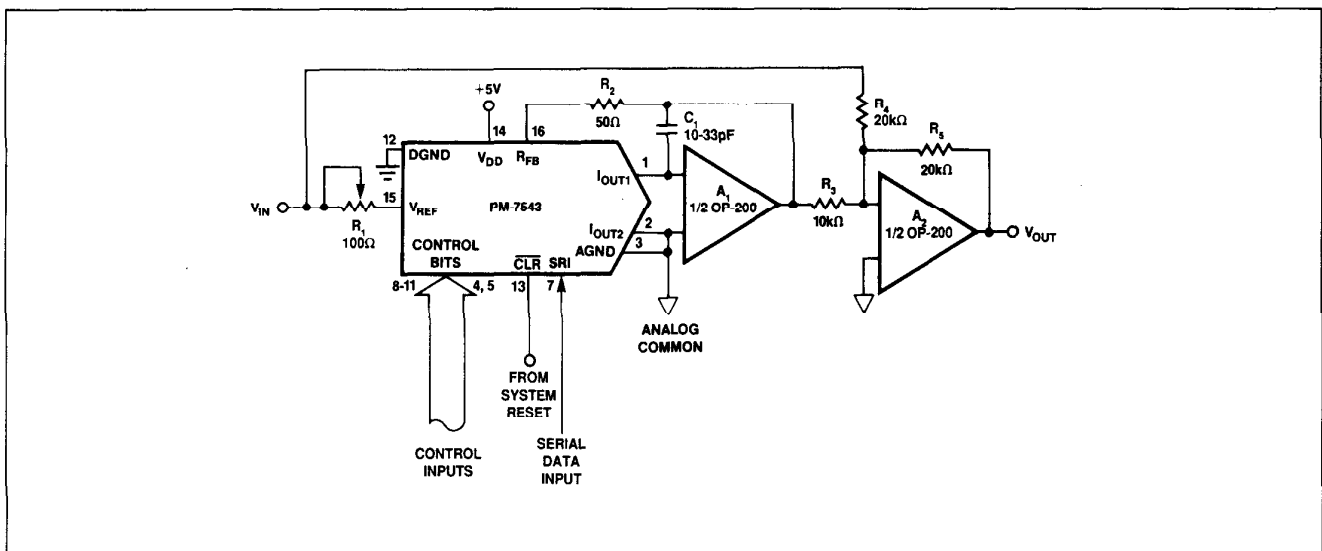 +5V
R2
50Ω
C1
10-33pF
R4
20kΩ
R5
20kΩ
12
14
16
DGND
VDD
RFB
1
IOUT1
A1
1/2 OP-200
R3
10kΩ
A2
1/2 OP-200
VOUT
VIN
15
VREF
PM-7543
R1
100Ω
IOUT2
2
3
AGND
CONTROL
BITS
CLR
SRI
8-11
4, 5
13
7
ANALOG
COMMON
FROM
SYSTEM
RESET
CONTROL
INPUTS
SERIAL
DATA
INPUT